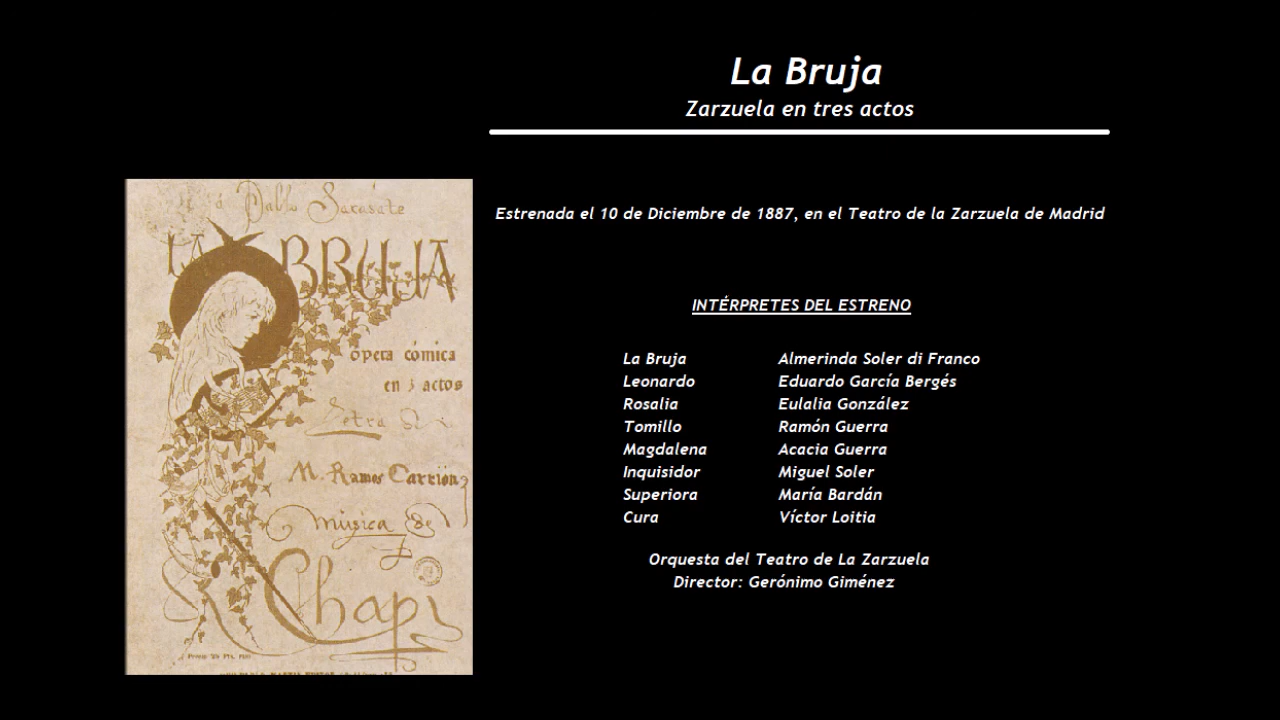 La Bruja
Zarzuela en tres actos
á Pablo Sarasate
LA BRUJA
ópera cómica
en 3 actos
Letra de
M. Ramos Carrión
música de
Chapí
Estrenada el 10 de Diciembre de 1887, en el Teatro de la Zarzuela de Madrid
INTÉRPRETES DEL ESTRENO
La Bruja Almerinda Soler di Franco
Leonardo Eduardo García Bergés
Rosalia Eulalia González
Tomillo Ramón Guerra
Magdalena Acacia Guerra
Inquisidor Miguel Soler
Superiora María Bardán
Cura Víctor Loitia
Orquesta del Teatro de La Zarzuela
Director: Gerónimo Giménez